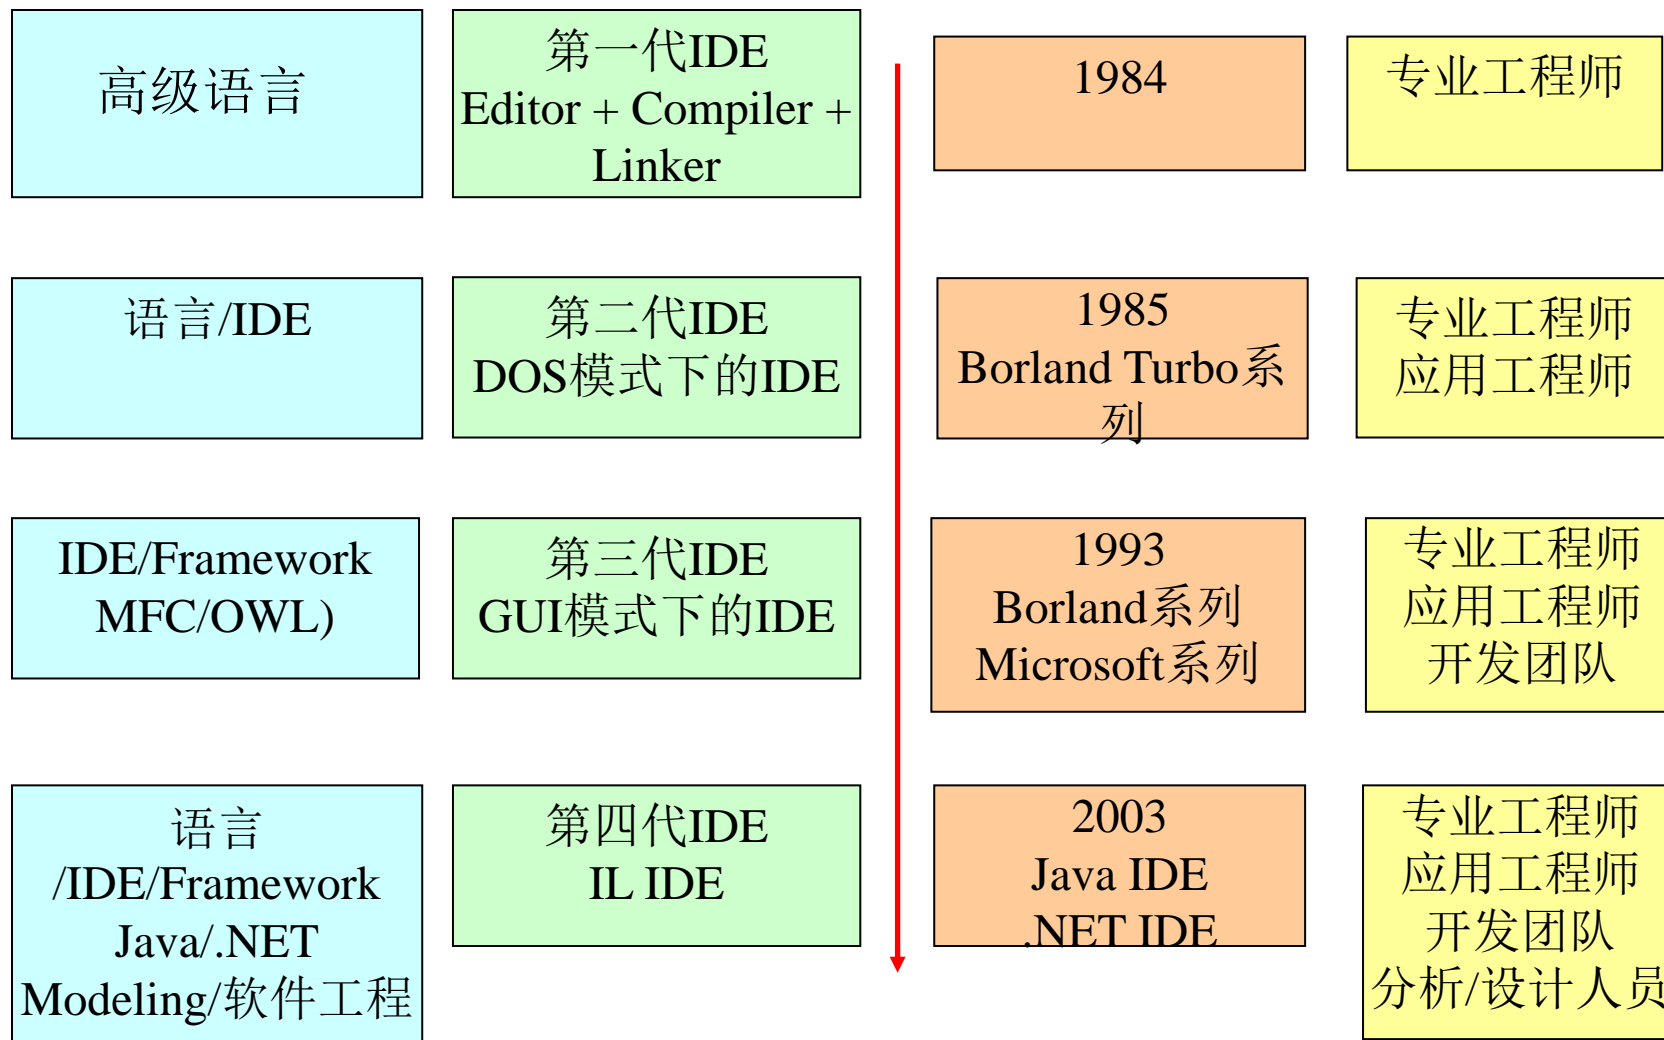 高级语言
第一代IDE
Editor + Compiler +
Linker
1984
专业工程师
语言/IDE
第二代IDE
DOS模式下的IDE
1985
Borland Turbo系
列
专业工程师
应用工程师
IDE/Framework
MFC/OWL)
第三代IDE
GUI模式下的IDE
1993
Borland系列
Microsoft系列
专业工程师
应用工程师
开发团队
语言
/IDE/Framework
Java/.NET
Modeling/软件工程
第四代IDE
IL IDE
2003
Java IDE
.NET IDE
专业工程师
应用工程师
开发团队
分析/设计人员